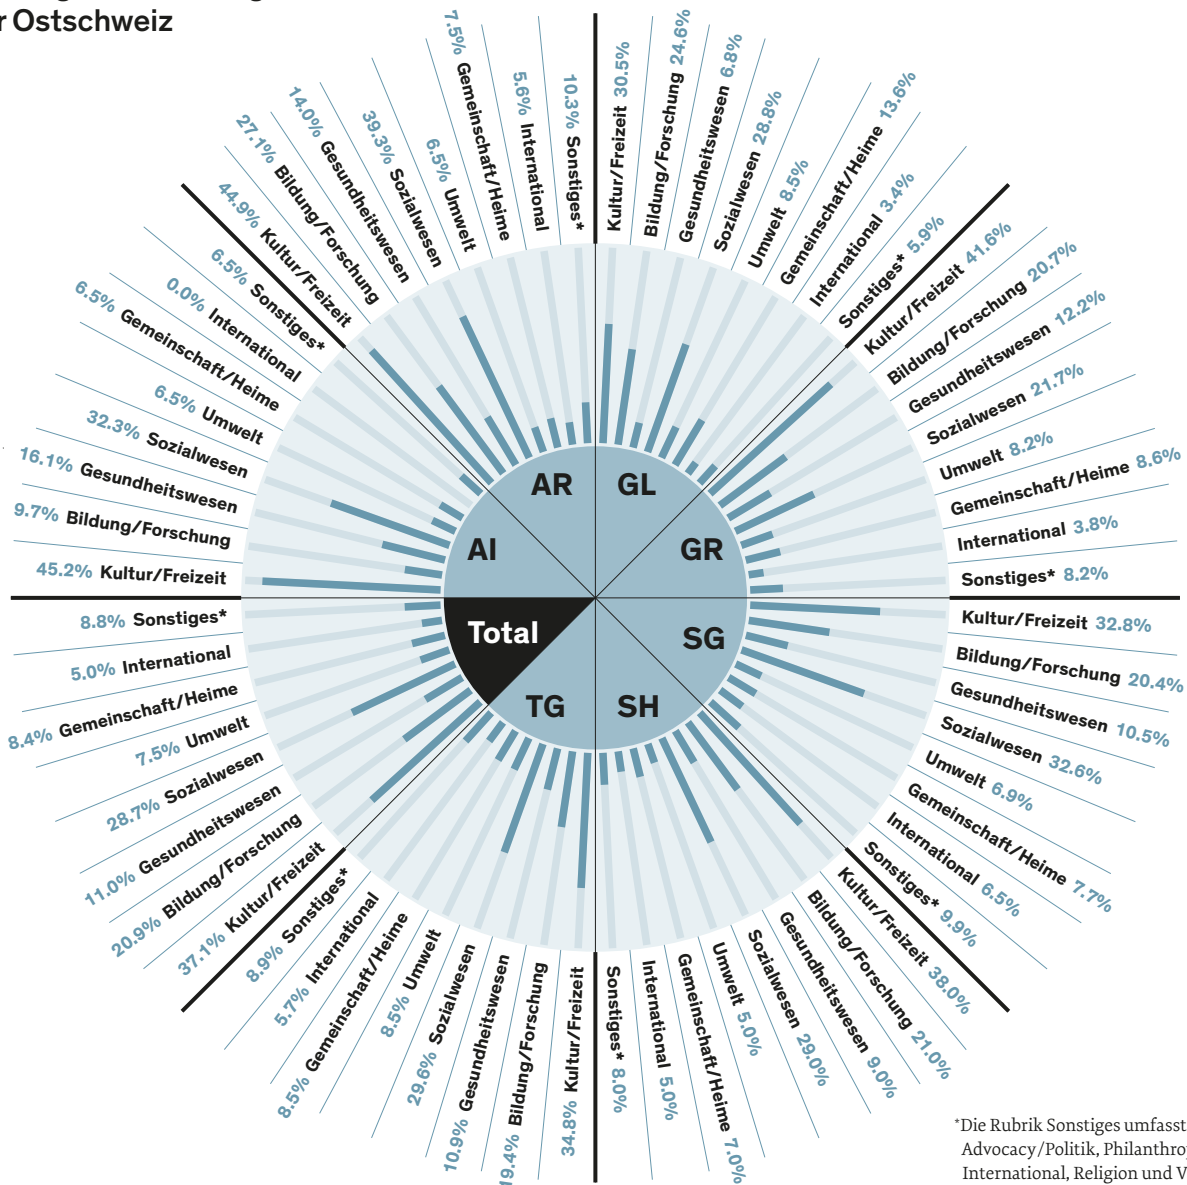 r Ostschweiz
Kultur/Freizeit 30.5%
Bildung/Forschung 24.6%
Gesundheitswesen 6.8%
Sozialwesen 28.8%
Umwelt 8.5%
Gemeinschaft/Heime 13.6%
International 3.4%
Sonstiges* 5.9%
Kultur/Freizeit 41.6%
Bildung/Forschung 20.7%
Gesundheitswesen 12.2%
Sozialwesen 21.7%
Umwelt 8.2%
Gemeinschaft/Heime 8.6%
International 3.8%
Sonstiges* 8.2%
Kultur/Freizeit 32.8%
Bildung/Forschung 20.4%
Gesundheitswesen 10.5%
Sozialwesen 32.6%
Umwelt 6.9%
Gemeinschaft/Heime 7.7%
International 6.5%
Sonstiges* 9.9%
Kultur/Freizeit 38.0%
Bildung/Forschung 21.0%
Gesundheitswesen 9.0%
Sozialwesen 29.0%
Umwelt 5.0%
Gemeinschaft/Heime 7.0%
International 5.0%
Sonstiges* 8.0%
34.8% Kultur/Freizeit
19.4% Bildung/Forschung
10.9% Gesundheitswesen
29.6% Sozialwesen
8.5% Umwelt
8.5% Gemeinschaft/Heime
5.7% International
8.9% Sonstiges*
37.1% Kultur/Freizeit
20.9% Bildung/Forschung
11.0% Gesundheitswesen
28.7% Sozialwesen
7.5% Umwelt
8.4% Gemeinschaft/Heime
5.0% International
8.8% Sonstiges*
45.2% Kultur/Freizeit
9.7% Bildung/Forschung
16.1% Gesundheitswesen
32.3% Sozialwesen
6.5% Umwelt
6.5% Gemeinschaft/Heime
0.0% International
6.5% Sonstiges*
44.9% Kultur/Freizeit
27.1% Bildung/Forschung
14.0% Gesundheitswesen
39.3% Sozialwesen
6.5% Umwelt
7.5% Gemeinschaft/Heime
5.6% International
10.3% Sonstiges*
AR
GL
AI
GR
Total
SG
TG
SH
*Die Rubrik Sonstiges umfasst
Advocacy/Politik, Philanthrop
International, Religion und V